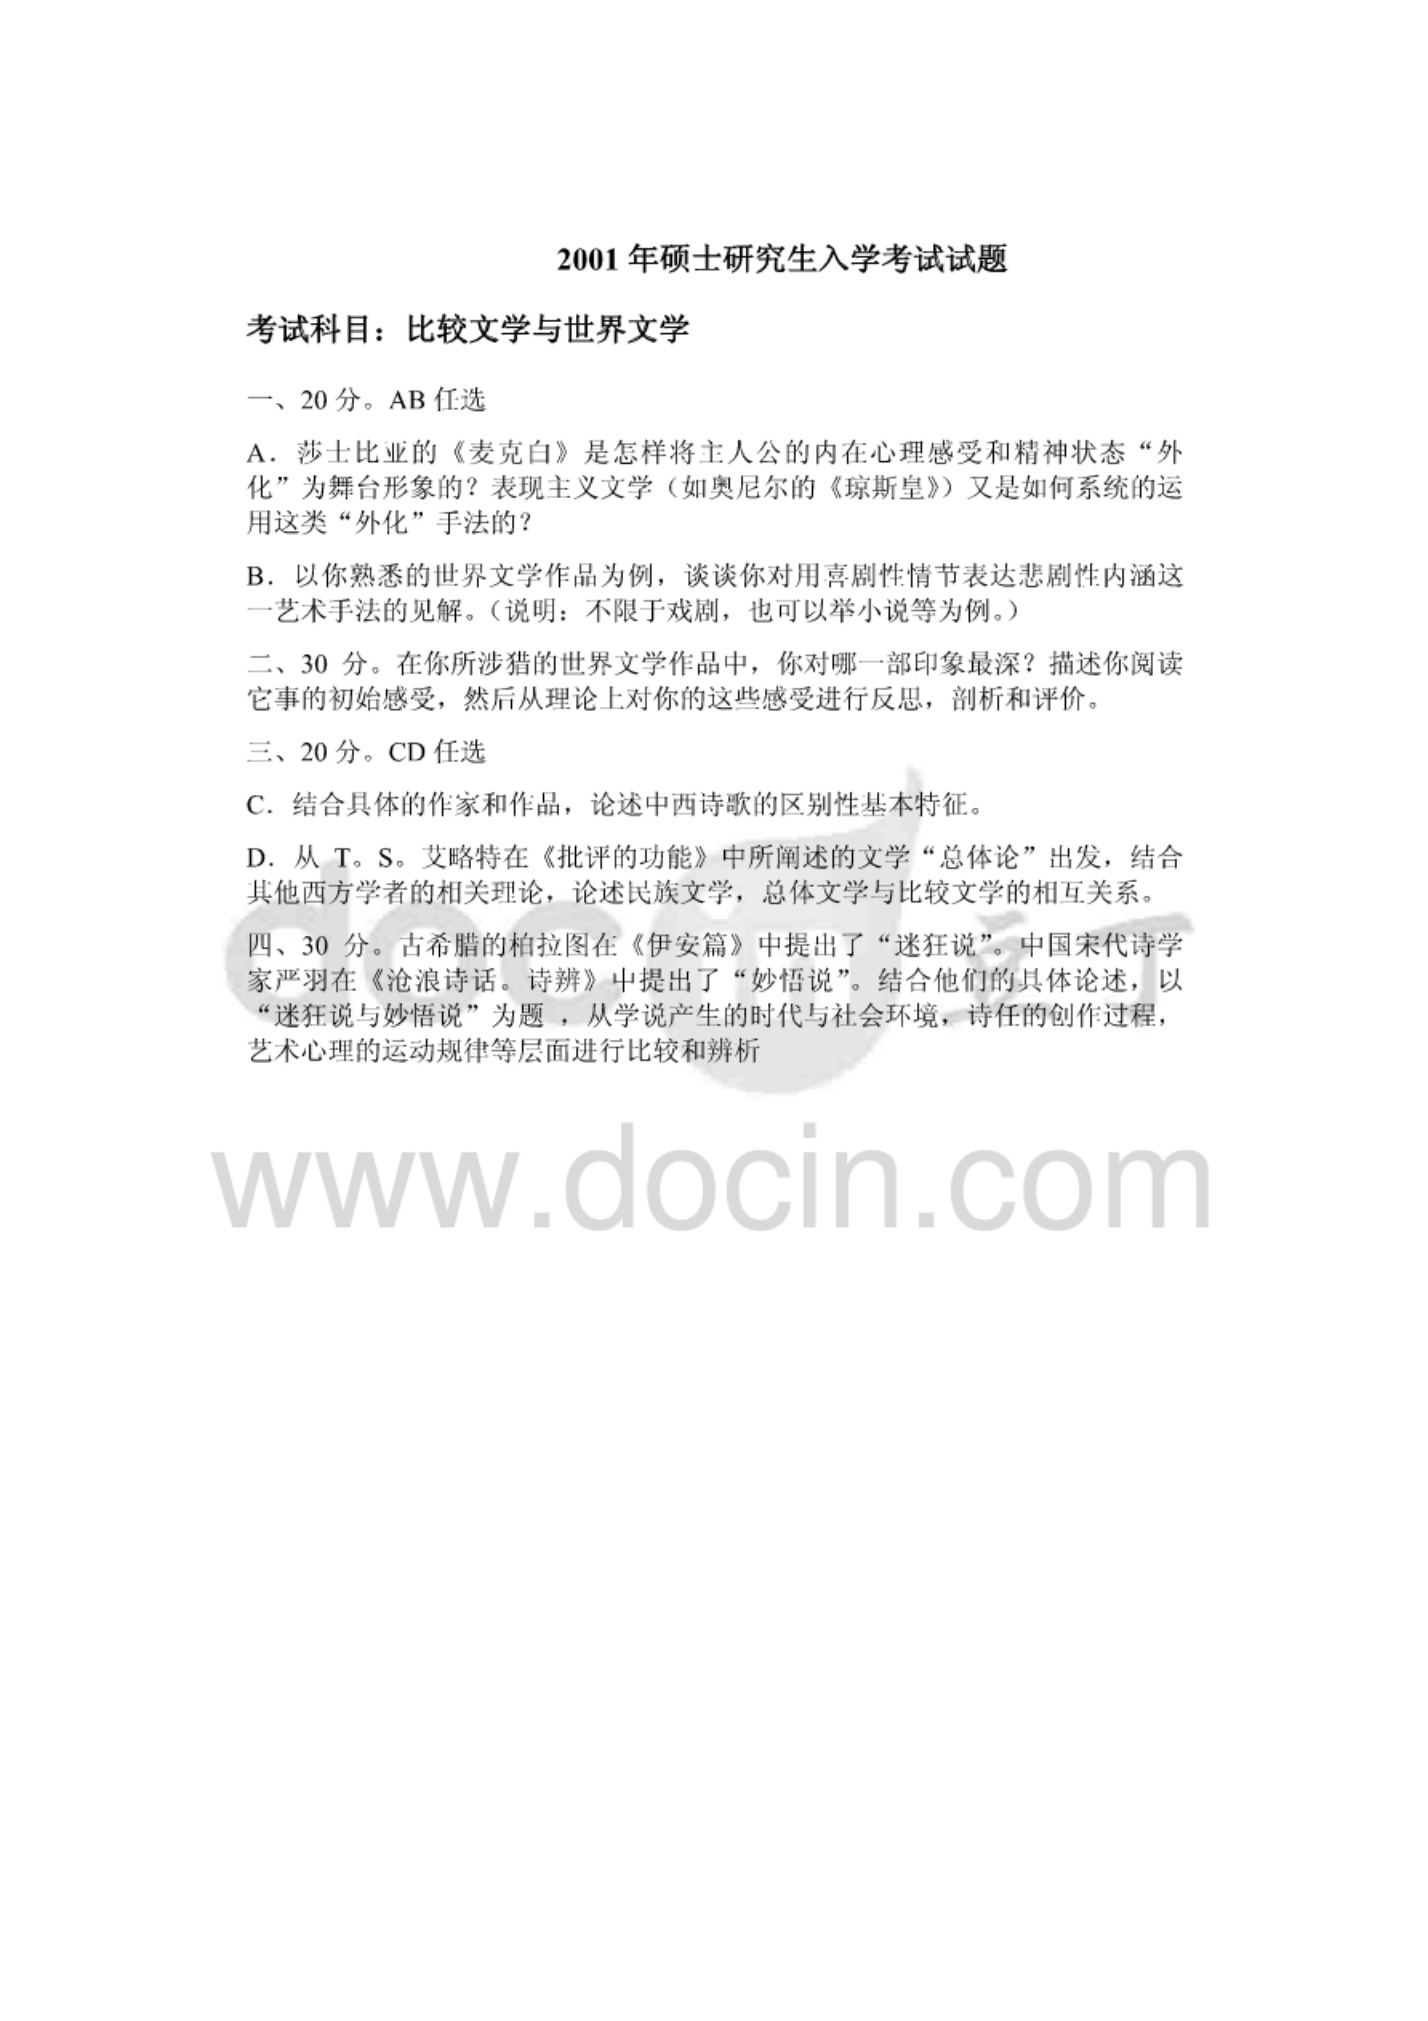 2001 年硕士研究生入学考试试题
考试科目：比较文学与世界文学
一、20 分。AB 任选
A．莎士比亚的《麦克白》是怎样将主人公的内在心理感受和精神状态“外
化”为舞台形象的？表现主义文学（如奥尼尔的《琼斯皇》）又是如何系统的运
用这类“外化”手法的？
B．以你熟悉的世界文学作品为例，谈谈你对用喜剧性情节表达悲剧性内涵这
一艺术手法的见解。（说明：不限于戏剧，也可以举小说等为例。）
二、30 分。在你所涉猎的世界文学作品中，你对哪一部印象最深？描述你阅读
它事的初始感受，然后从理论上对你的这些感受进行反思，剖析和评价。
三、20 分。CD 任选
C．结合具体的作家和作品，论述中西诗歌的区别性基本特征。
D．从 T。S。艾略特在《批评的功能》中所阐述的文学“总体论”出发，结合
其他西方学者的相关理论，论述民族文学，总体文学与比较文学的相互关系。
四、30 分。古希腊的柏拉图在《伊安篇》中提出了“迷狂说”。中国宋代诗学
家严羽在《沧浪诗话。诗辨》中提出了“妙悟说”。结合他们的具体论述，以
“迷狂说与妙悟说”为题 ，从学说产生的时代与社会环境，诗任的创作过程，
艺术心理的运动规律等层面进行比较和辨析
docin 豆丁
www.docin.com